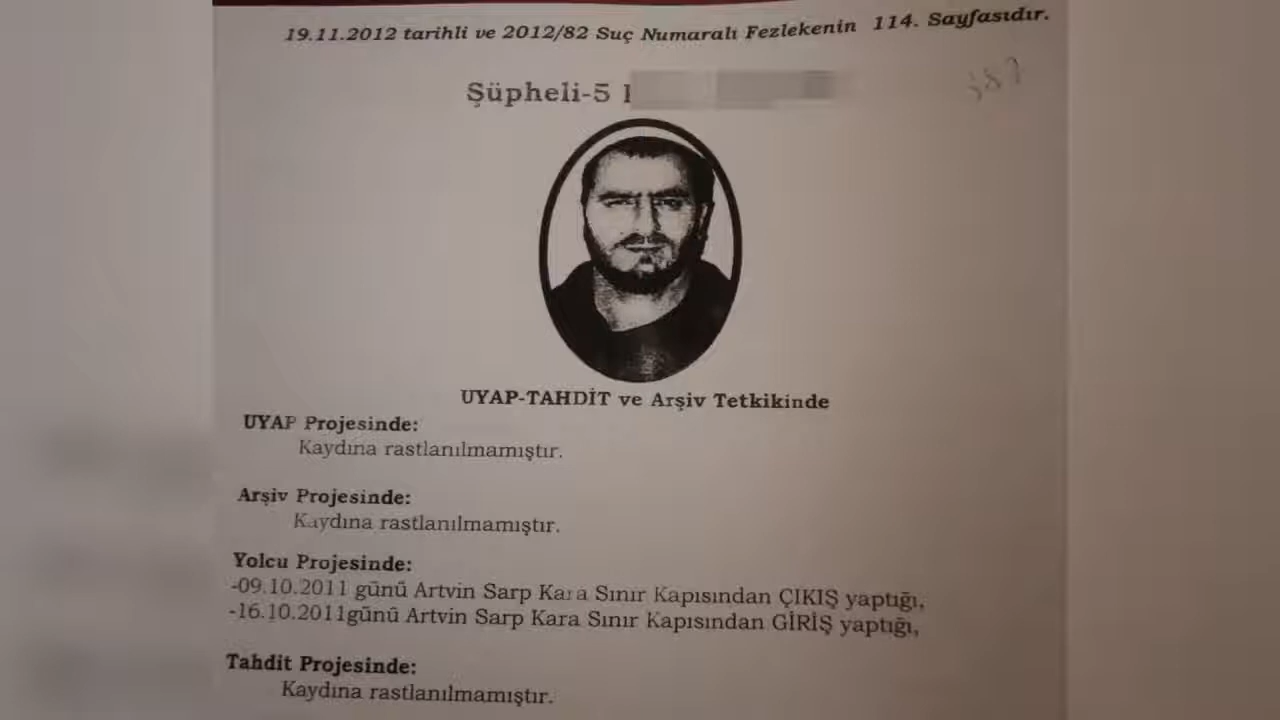 19.11.2012 tarihli ve 2012/82 Suç Numaralı Fezlekenin 114. Sayfasıdır.
Şüpheli-5
387
UYAP-TAHDİT ve Arşiv Tetkikinde
UYAP Projesinde:
Kaydına rastlanılmamıştır.
Arşiv Projesinde:
Kaydına rastlanılmamıştır.
Yolcu Projesinde:
-09.10.2011 günü Artvin Sarp Kara Sınır Kapısından ÇIKIŞ yaptığı,
-16.10.2011günü Artvin Sarp Kara Sınır Kapısından GİRİŞ yaptığı,
Tahdit Projesinde:
Kaydına rastlanılmamıştır.